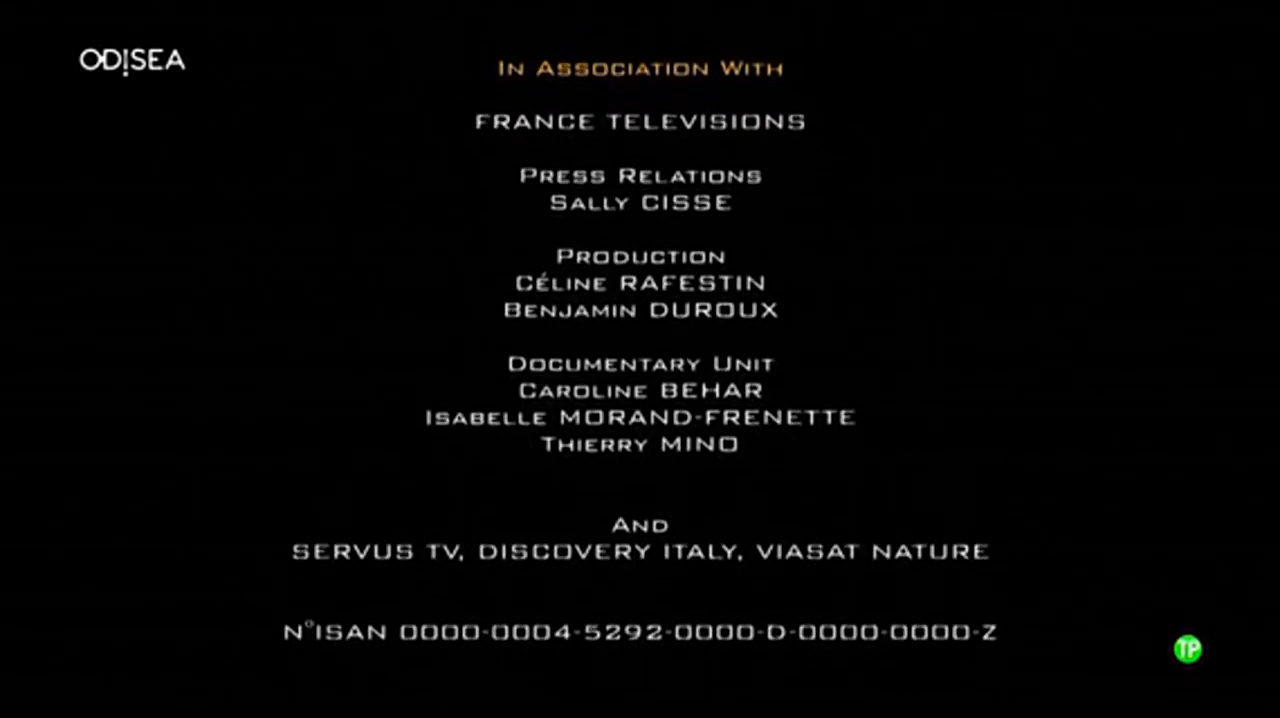 OD!SEA
In Association With
FRANCE TELEVISIONS
Press Relations
Sally CISSE
Production
Céline RAFESTIN
Benjamin DUROUX
Documentary Unit
Caroline BEHAR
Isabelle MORAND-FRENETTE
Thierry MINO
And
SERVUS TV, DISCOVERY ITALY, VIASAT NATURE
N°ISAN 0000-0004-5292-0000-D-0000-0000-Z
TP